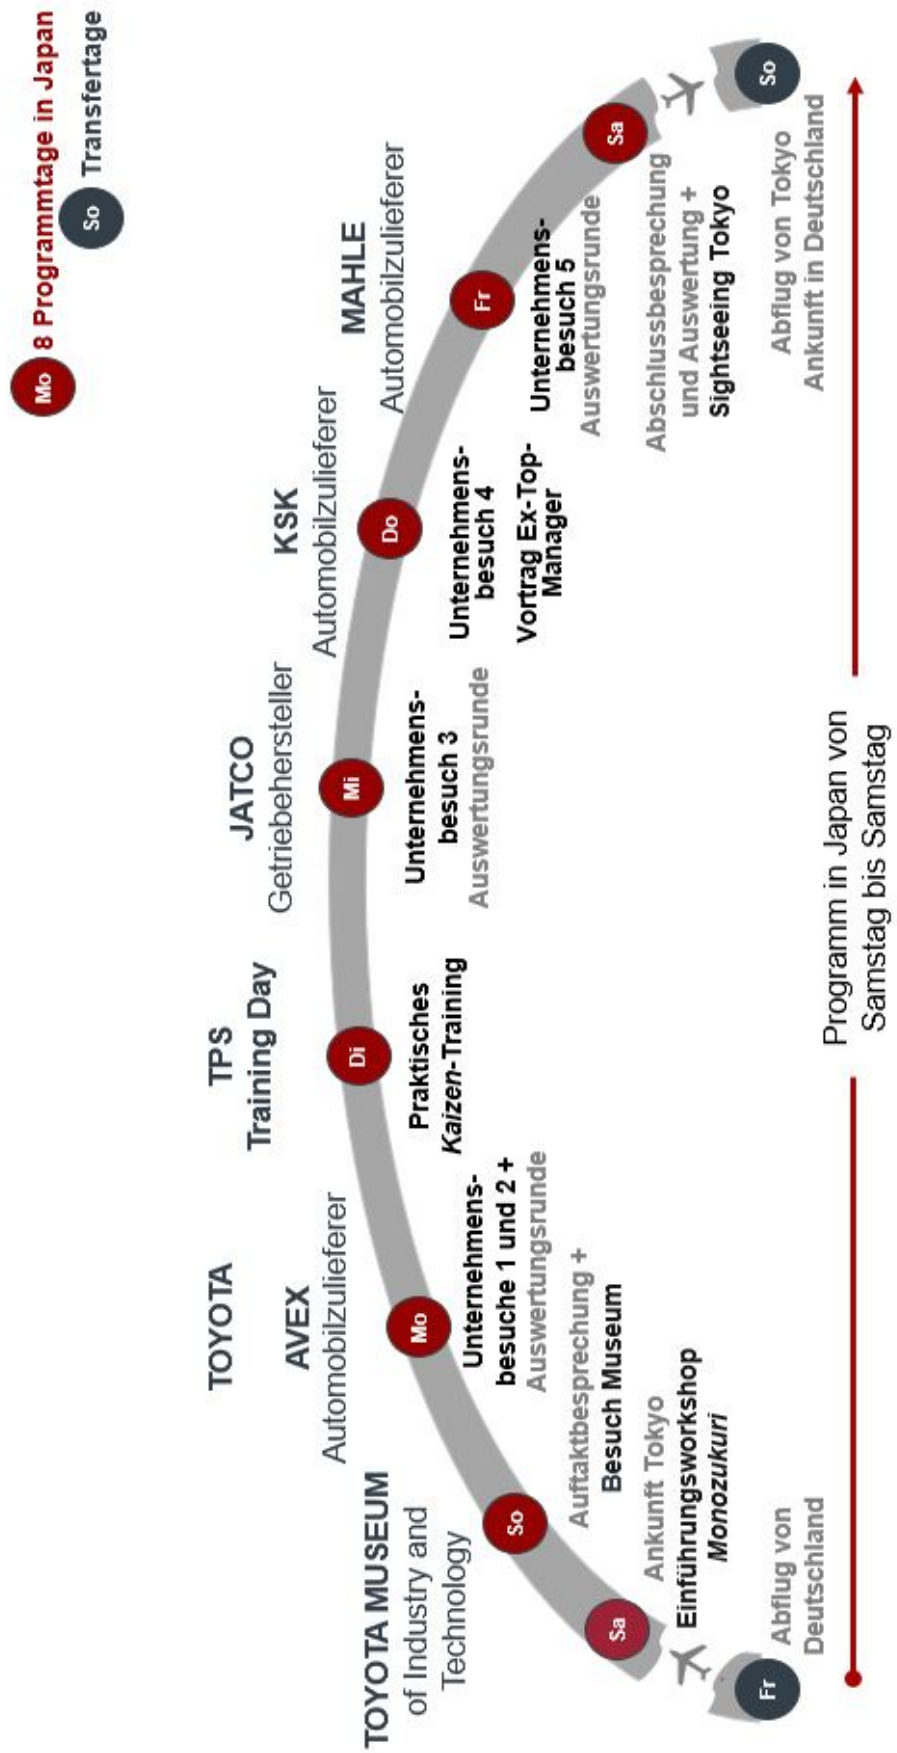 Mo 8 Programmtage in Japan
So Transfertage
TOYOTA MUSEUM
of Industry and
Technology
TOYOTA
AVEX
Automobilzulieferer
TPS
Training Day
JATCO
Getriebehersteller
KSK
Automobilzulieferer
MAHLE
Automobilzulieferer
Fr
Sa
So
Mo
Di
Mi
Do
Fr
Sa
So
Abflug von
Deutschland
Ankunft Tokyo
Einführungsworkshop
Monozukuri
Auftaktbesprechung +
Besuch Museum
Unternehmens-
besuche 1 und 2 +
Auswertungsrunde
Praktisches
Kaizen-Training
Unternehmens-
besuch 3
Auswertungsrunde
Unternehmens-
besuch 4
Vortrag Ex-Top-
Manager
Unternehmens-
besuch 5
Auswertungsrunde
Abschlussbesprechung
und Auswertung +
Sightseeing Tokyo
Abflug von Tokyo
Ankunft in Deutschland
Programm in Japan von
Samstag bis Samstag